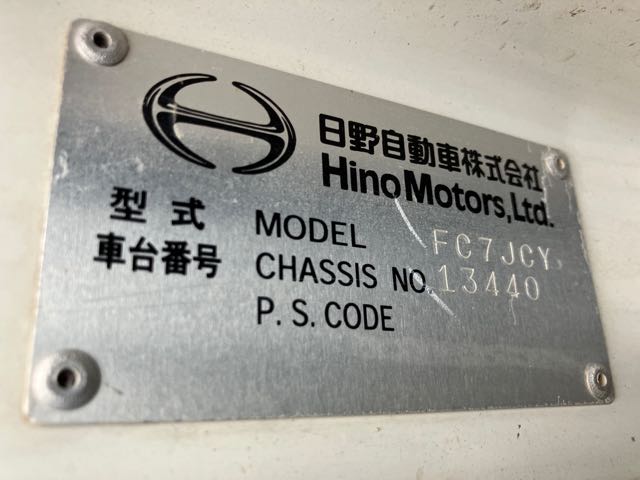 日野自動車株式会社
Hino Motors, Ltd.
型式 MODEL FC7JCY
車台番号 CHASSIS NO. 13440
P.S.CODE